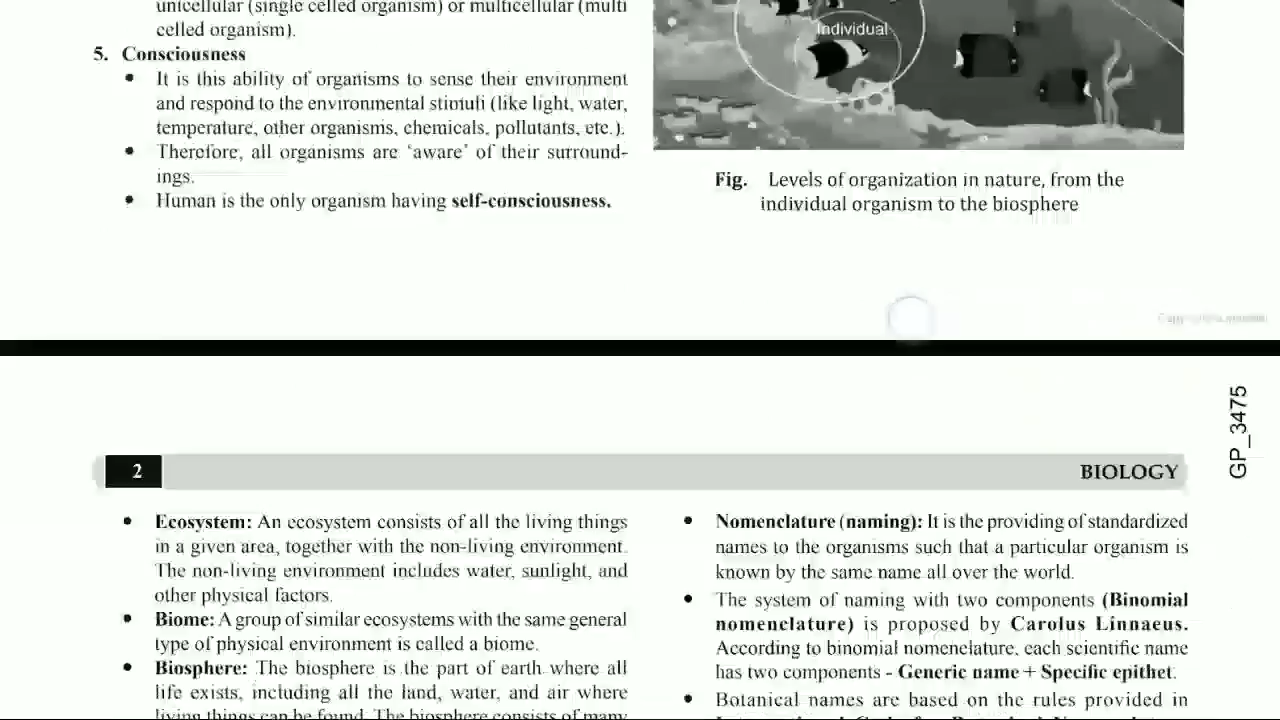 unicellular (single celled organism) or multicellular (multi
celled organism).
5. Consciousness
• It is this ability of organisms to sense their environment
and respond to the environmental stimuli (like light, water,
temperature, other organisms, chemicals, pollutants, etc.).
• Therefore, all organisms are ‘aware’ of their surround-
ings.
• Human is the only organism having self-consciousness.
Individual
Fig. Levels of organization in nature, from the
individual organism to the biosphere
GP_3475
2
BIOLOGY
• Ecosystem: An ecosystem consists of all the living things
in a given area, together with the non-living environment.
The non-living environment includes water, sunlight, and
other physical factors.
• Biome: A group of similar ecosystems with the same general
type of physical environment is called a biome.
• Biosphere: The biosphere is the part of earth where all
life exists, including all the land, water, and air where
living things can be found. The biosphere consists of many
• Nomenclature (naming): It is the providing of standardized
names to the organisms such that a particular organism is
known by the same name all over the world.
• The system of naming with two components (Binomial
nomenclature) is proposed by Carolus Linnaeus.
According to binomial nomenclature, each scientific name
has two components - Generic name + Specific epithet.
• Botanical names are based on the rules provided in